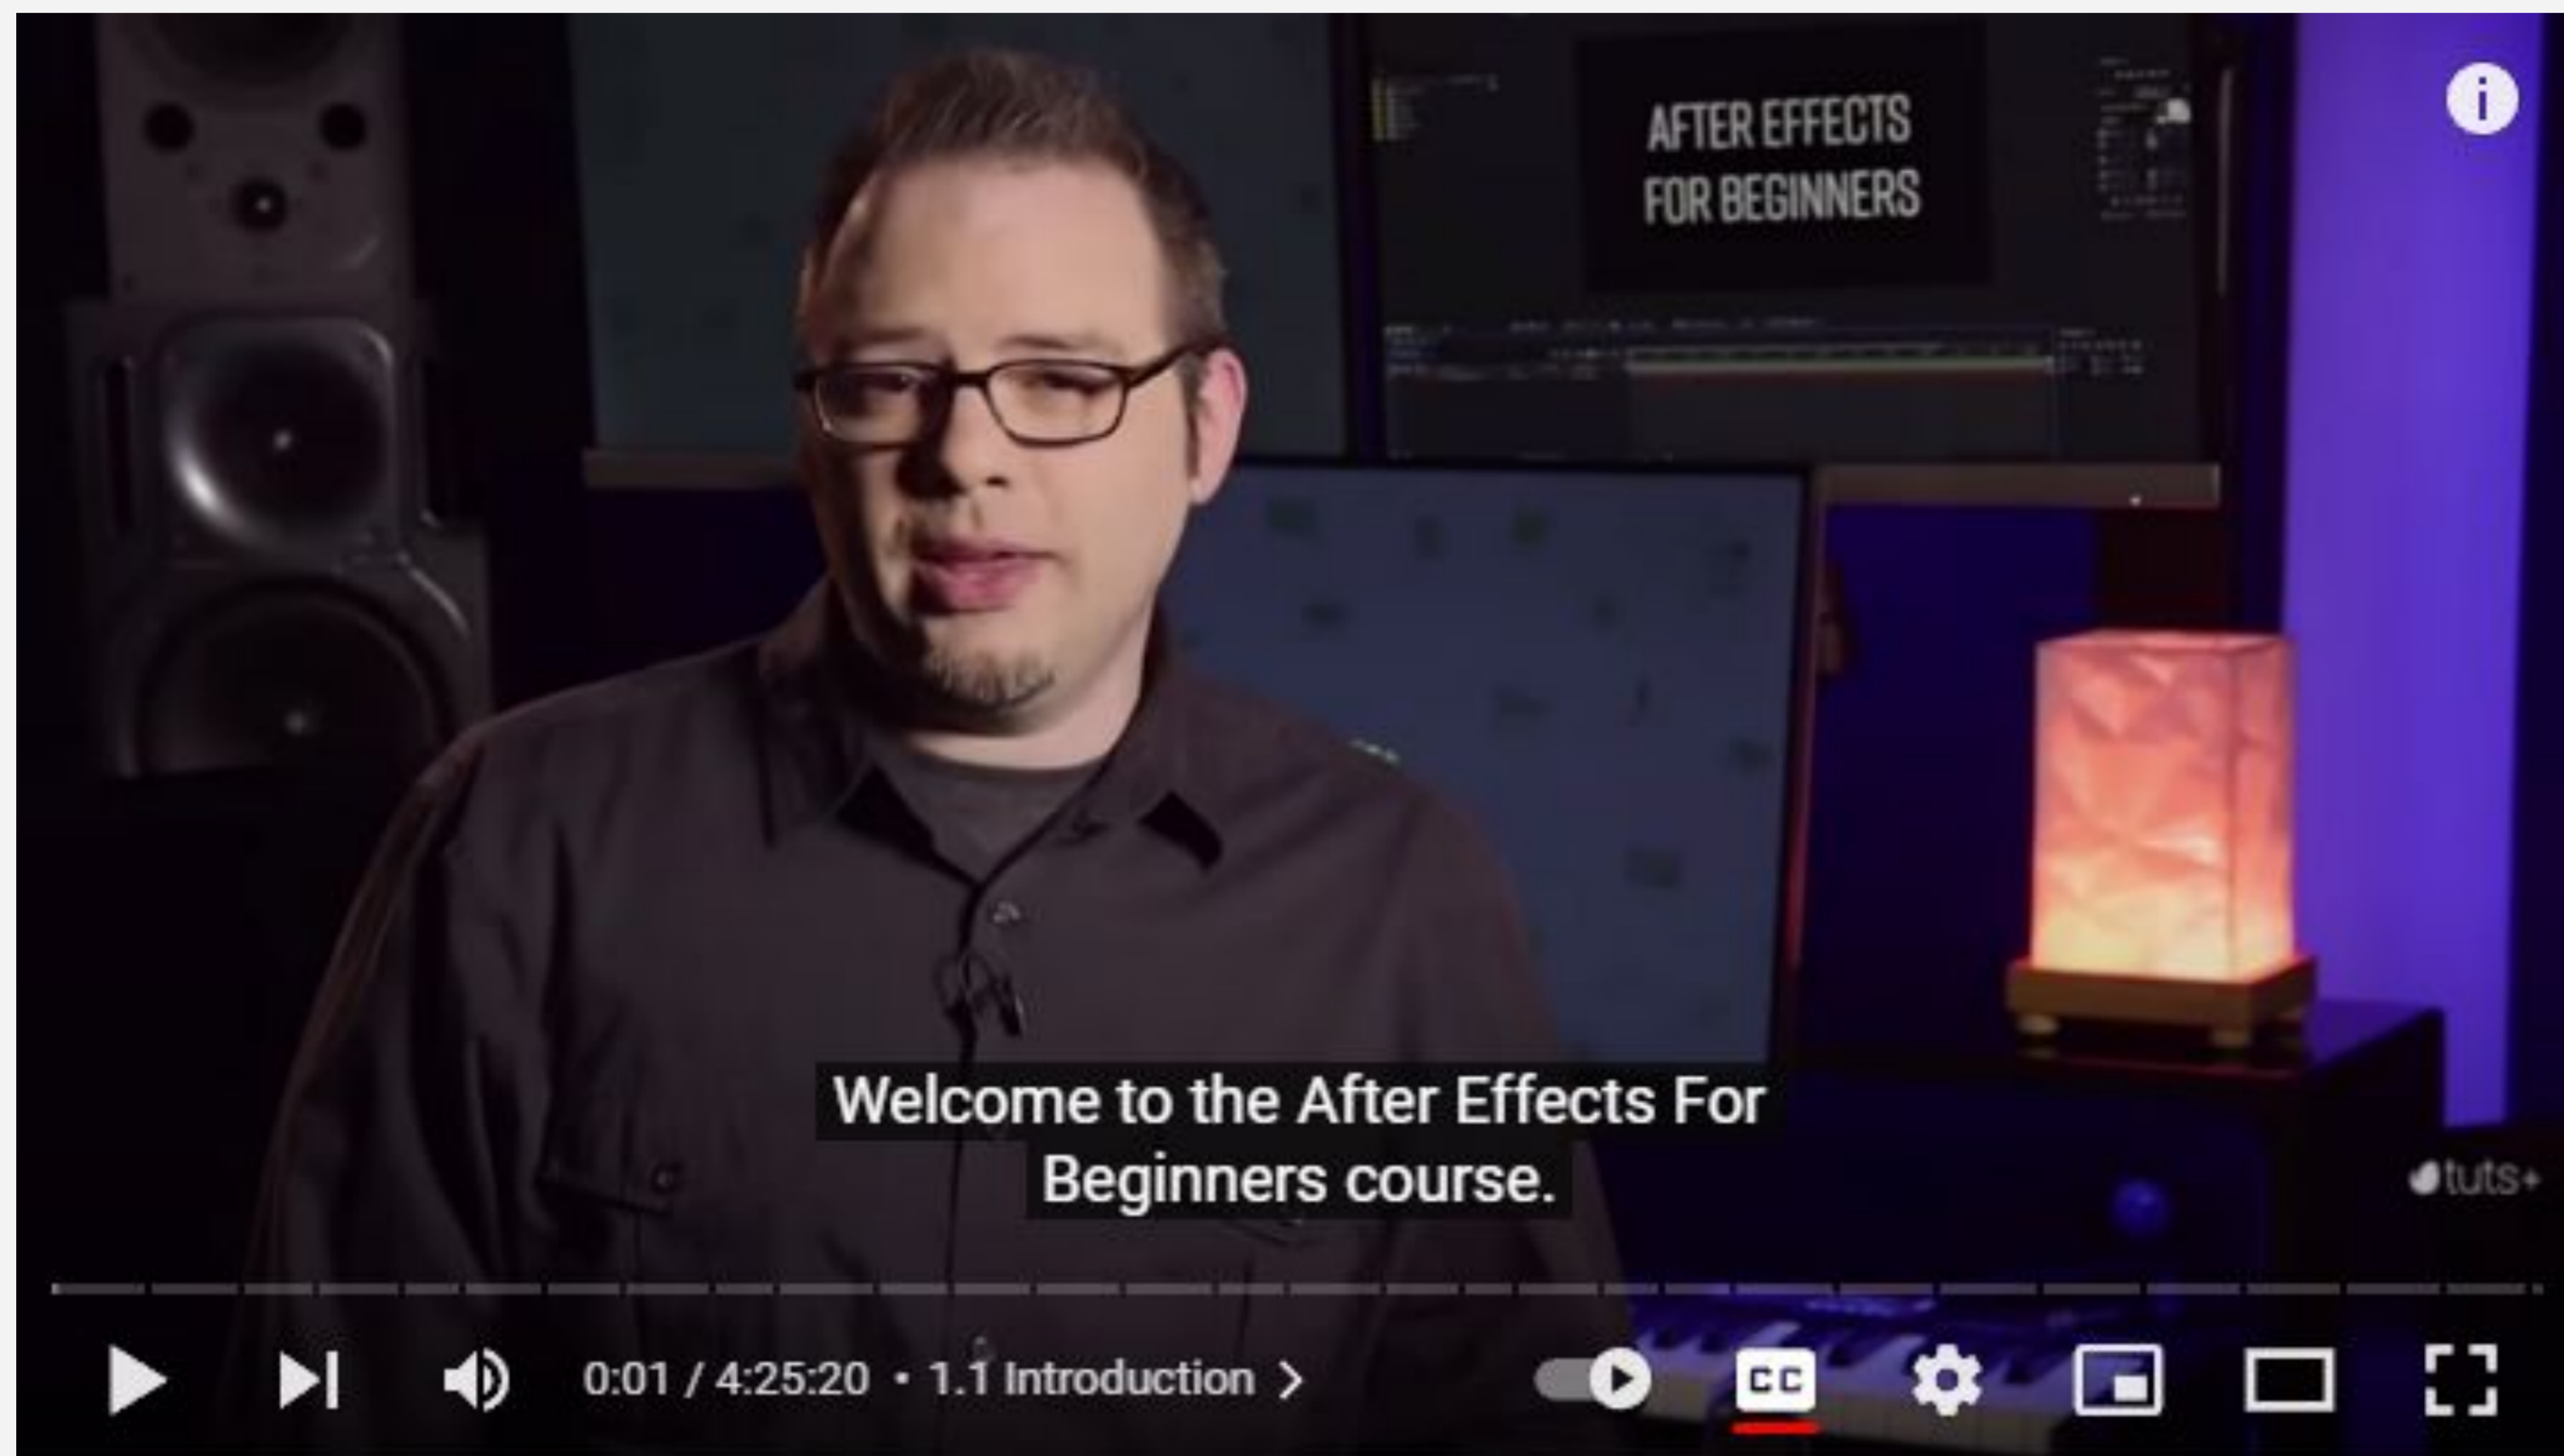 AFTER EFFECTS
FOR BEGINNERS
i
Welcome to the After Effects For
Beginners course.
tuts+
0:01 / 4:25:20 • 1.1 Introduction >
CC